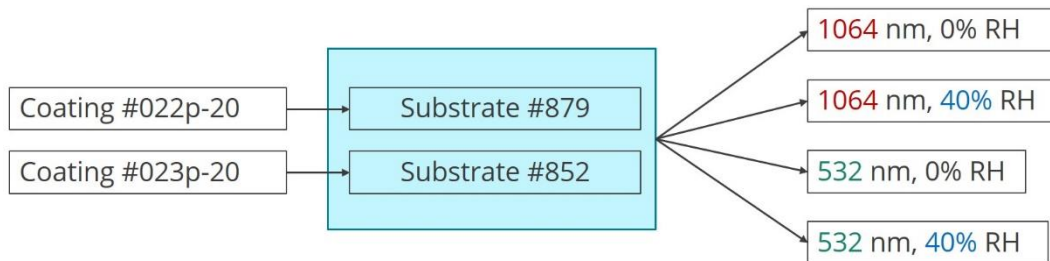 Coating #022p-20
Coating #023p-20
Substrate #879
Substrate #852
1064 nm, 0% RH
1064 nm, 40% RH
532 nm, 0% RH
532 nm, 40% RH